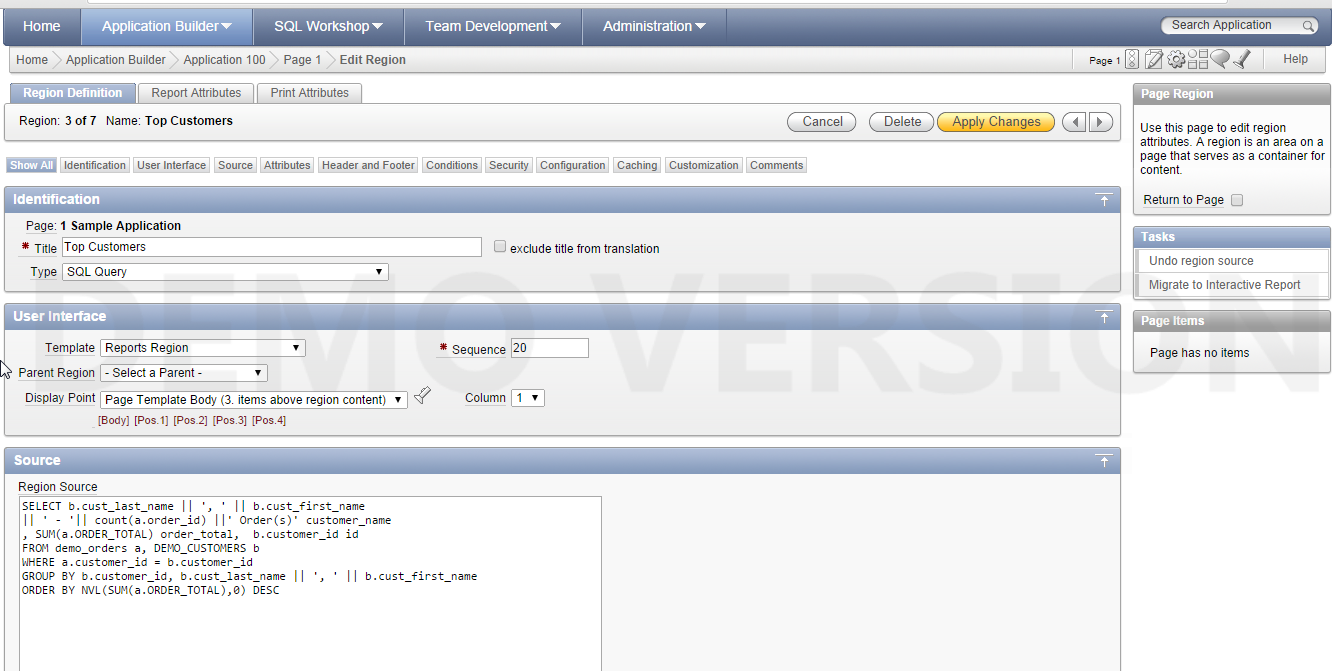 Home Application Builder SQL Workshop Team Development Administration Search Application
Home Application Builder Application 100 Page 1 Edit Region Page 1 Help
Region Definition Report Attributes Print Attributes
Region: 3 of 7 Name: Top Customers Cancel Delete Apply Changes
Show All Identification User Interface Source Attributes Header and Footer Conditions Security Configuration Caching Customization Comments
Identification
Page: 1 Sample Application
* Title Top Customers exclude title from translation
Type SQL Query
User Interface
Template Reports Region * Sequence 20
Parent Region - Select a Parent -
Display Point Page Template Body (3. items above region content) Column 1
[Body] [Pos.1] [Pos.2] [Pos.3] [Pos.4]
Source
Region Source
SELECT b.cust_last_name || ', ' || b.cust_first_name
|| ' - '|| count(a.order_id) ||' Order(s)' customer_name
, SUM(a.ORDER_TOTAL) order_total,  b.customer_id id
FROM demo_orders a, DEMO_CUSTOMERS b
WHERE a.customer_id = b.customer_id
GROUP BY b.customer_id, b.cust_last_name || ', ' || b.cust_first_name
ORDER BY NVL(SUM(a.ORDER_TOTAL),0) DESC
Page Region
Use this page to edit region
attributes. A region is an area on a
page that serves as a container for
content.
Return to Page
Tasks
Undo region source
Migrate to Interactive Report
Page Items
Page has no items
DEMO VERSION